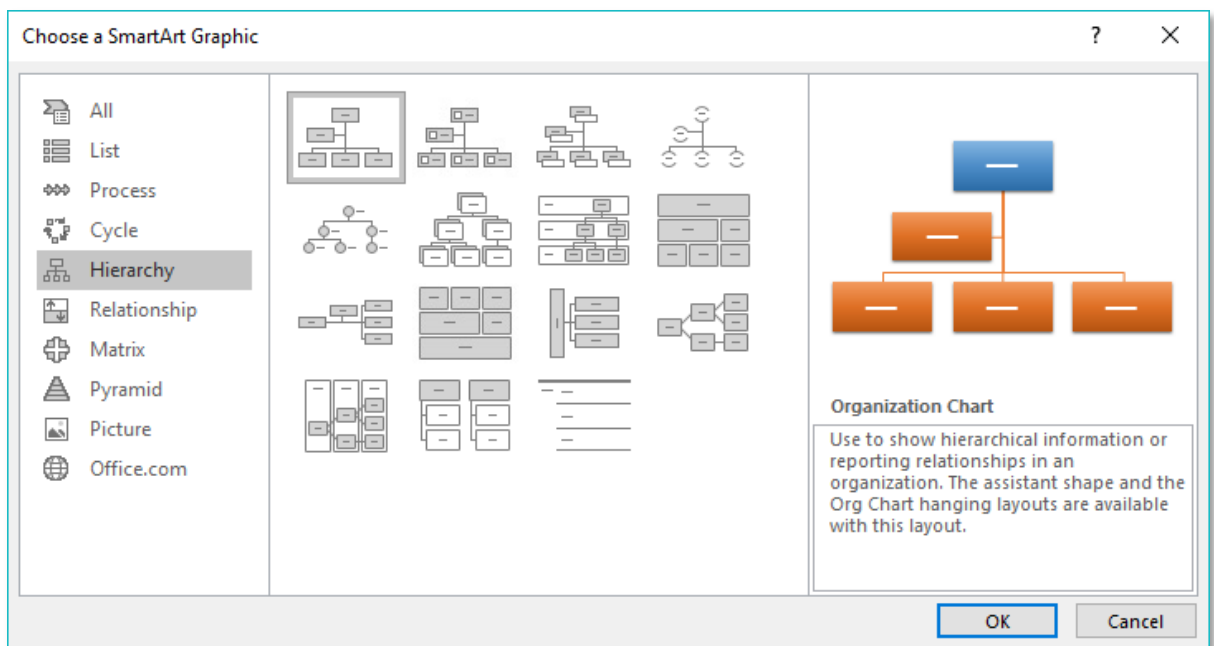 Choose a SmartArt Graphic
?
All
List
Process
Cycle
Hierarchy
Relationship
Matrix
Pyramid
Picture
Office.com
Organization Chart
Use to show hierarchical information or
reporting relationships in an
organization. The assistant shape and the
Org Chart hanging layouts are available
with this layout.
OK
Cancel